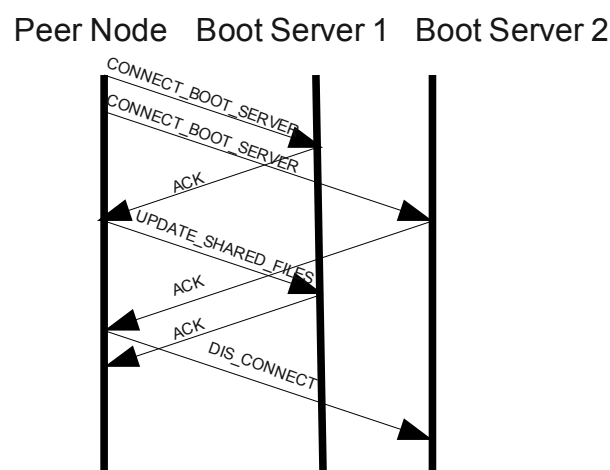 Peer Node Boot Server 1 Boot Server 2
CONNECT_BOOT_SERVER
CONNECT_BOOT_SERVER
ACK
UPDATE_SHARED_FILES
ACK
ACK
DIS_CONNECT